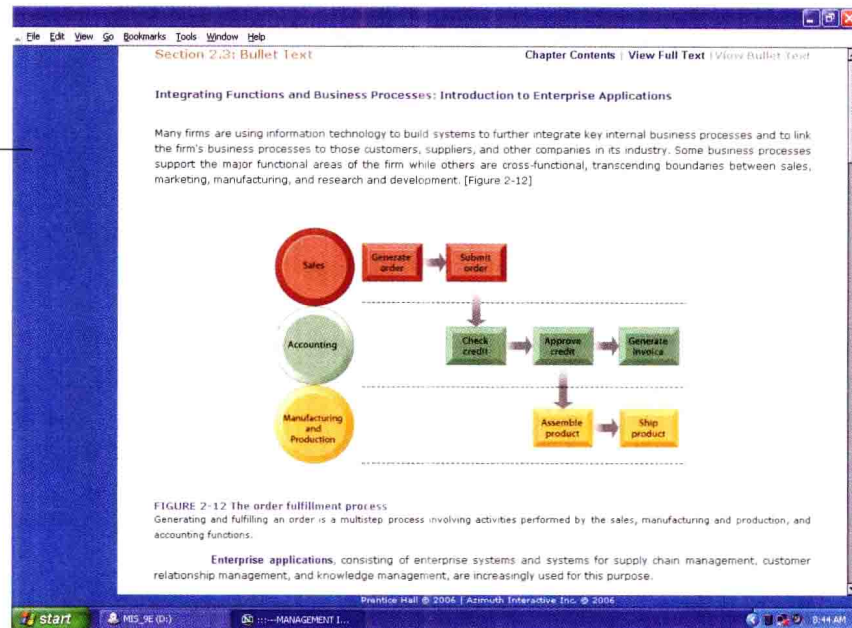 File Edit View Go Bookmarks Tools Window Help
Section 2.3: Bullet Text
Chapter Contents | View Full Text | View Bullet Text
Integrating Functions and Business Processes: Introduction to Enterprise Applications
Many firms are using information technology to build systems to further integrate key internal business processes and to link
the firm's business processes to those customers, suppliers, and other companies in its industry. Some business processes
support the major functional areas of the firm while others are cross-functional, transcending boundaries between sales,
marketing, manufacturing, and research and development. [Figure 2-12]
Sales
Generate
order
Submit
order
Accounting
Check
credit
Approve
credit
Generate
invoice
Manufacturing
and
Production
Assemble
product
Ship
product
FIGURE 2-12 The order fulfillment process
Generating and fulfilling an order is a multistep process involving activities performed by the sales, manufacturing and production, and
accounting functions.
Enterprise applications, consisting of enterprise systems and systems for supply chain management, customer
relationship management, and knowledge management, are increasingly used for this purpose.
Prentice Hall © 2006 | Azimuth Interactive Inc. © 2006
start
MIS_9E (D:)
:::--MANAGEMENT I...
8:44 AM